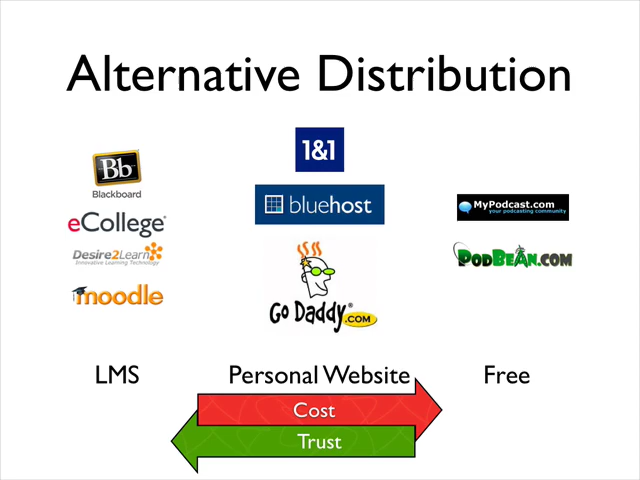 Alternative Distribution
Bb
Blackboard
eCollege®
Desire2Learn
Innovative Learning Technology
moodle
1&1
bluehost
Go Daddy®
.COM
MyPodcast.com
your podcasting community
PODBEAN.COM
LMS
Personal Website
Free
Cost
Trust